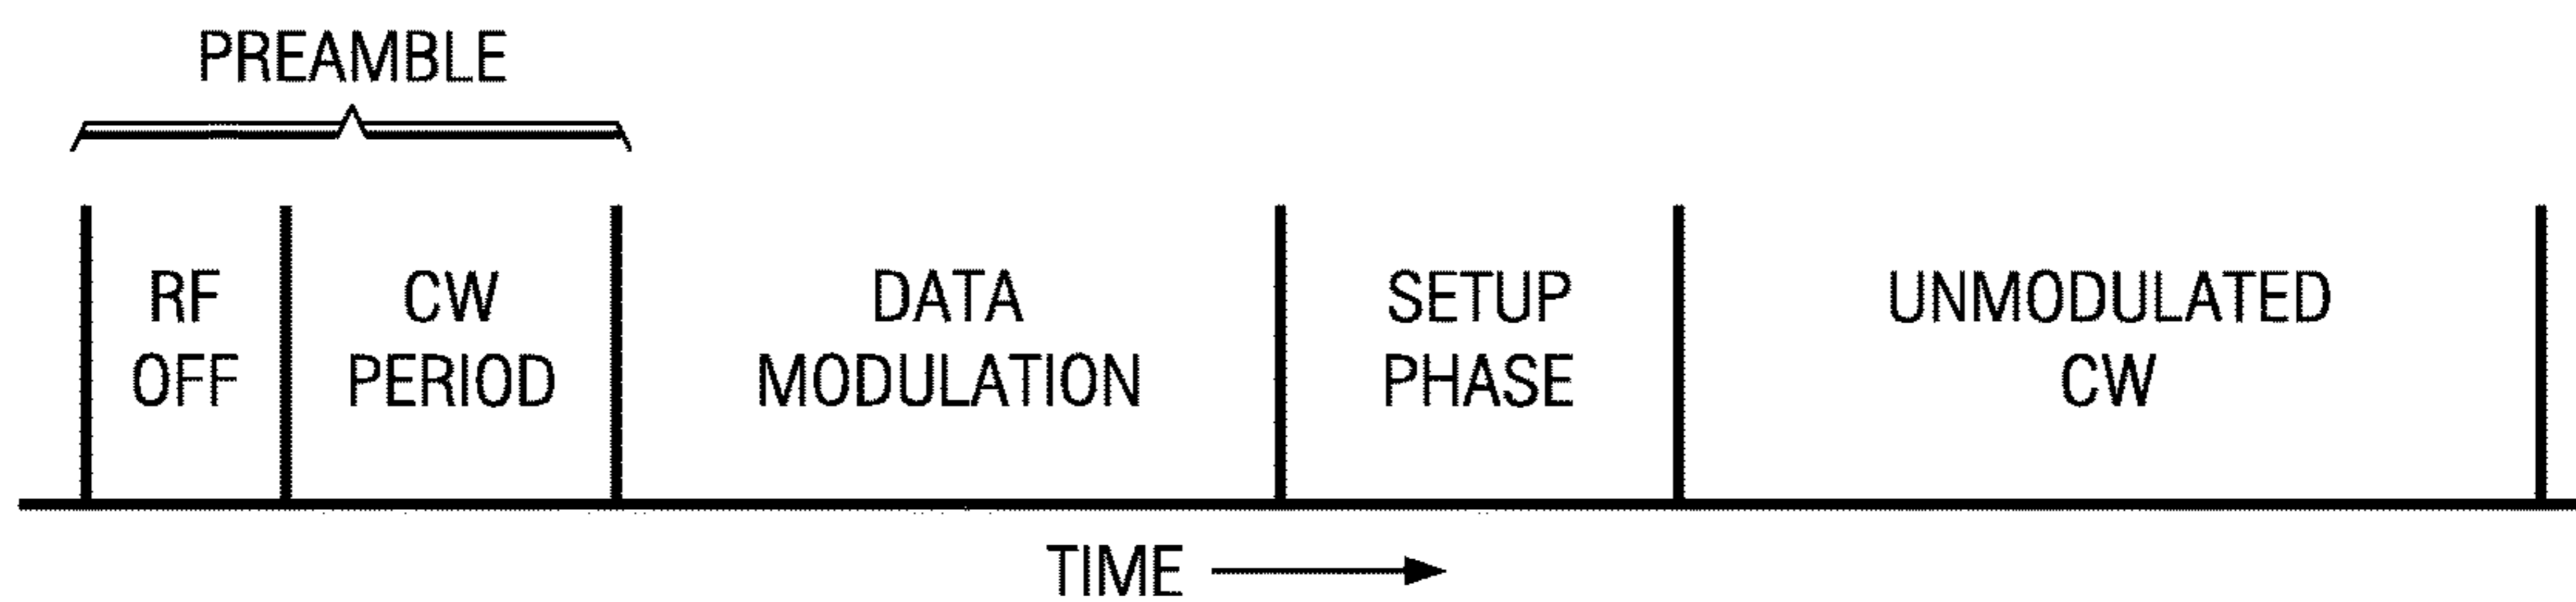 PREAMBLE
RF
OFF
CW
PERIOD
DATA
MODULATION
SETUP
PHASE
UNMODULATED
CW
TIME